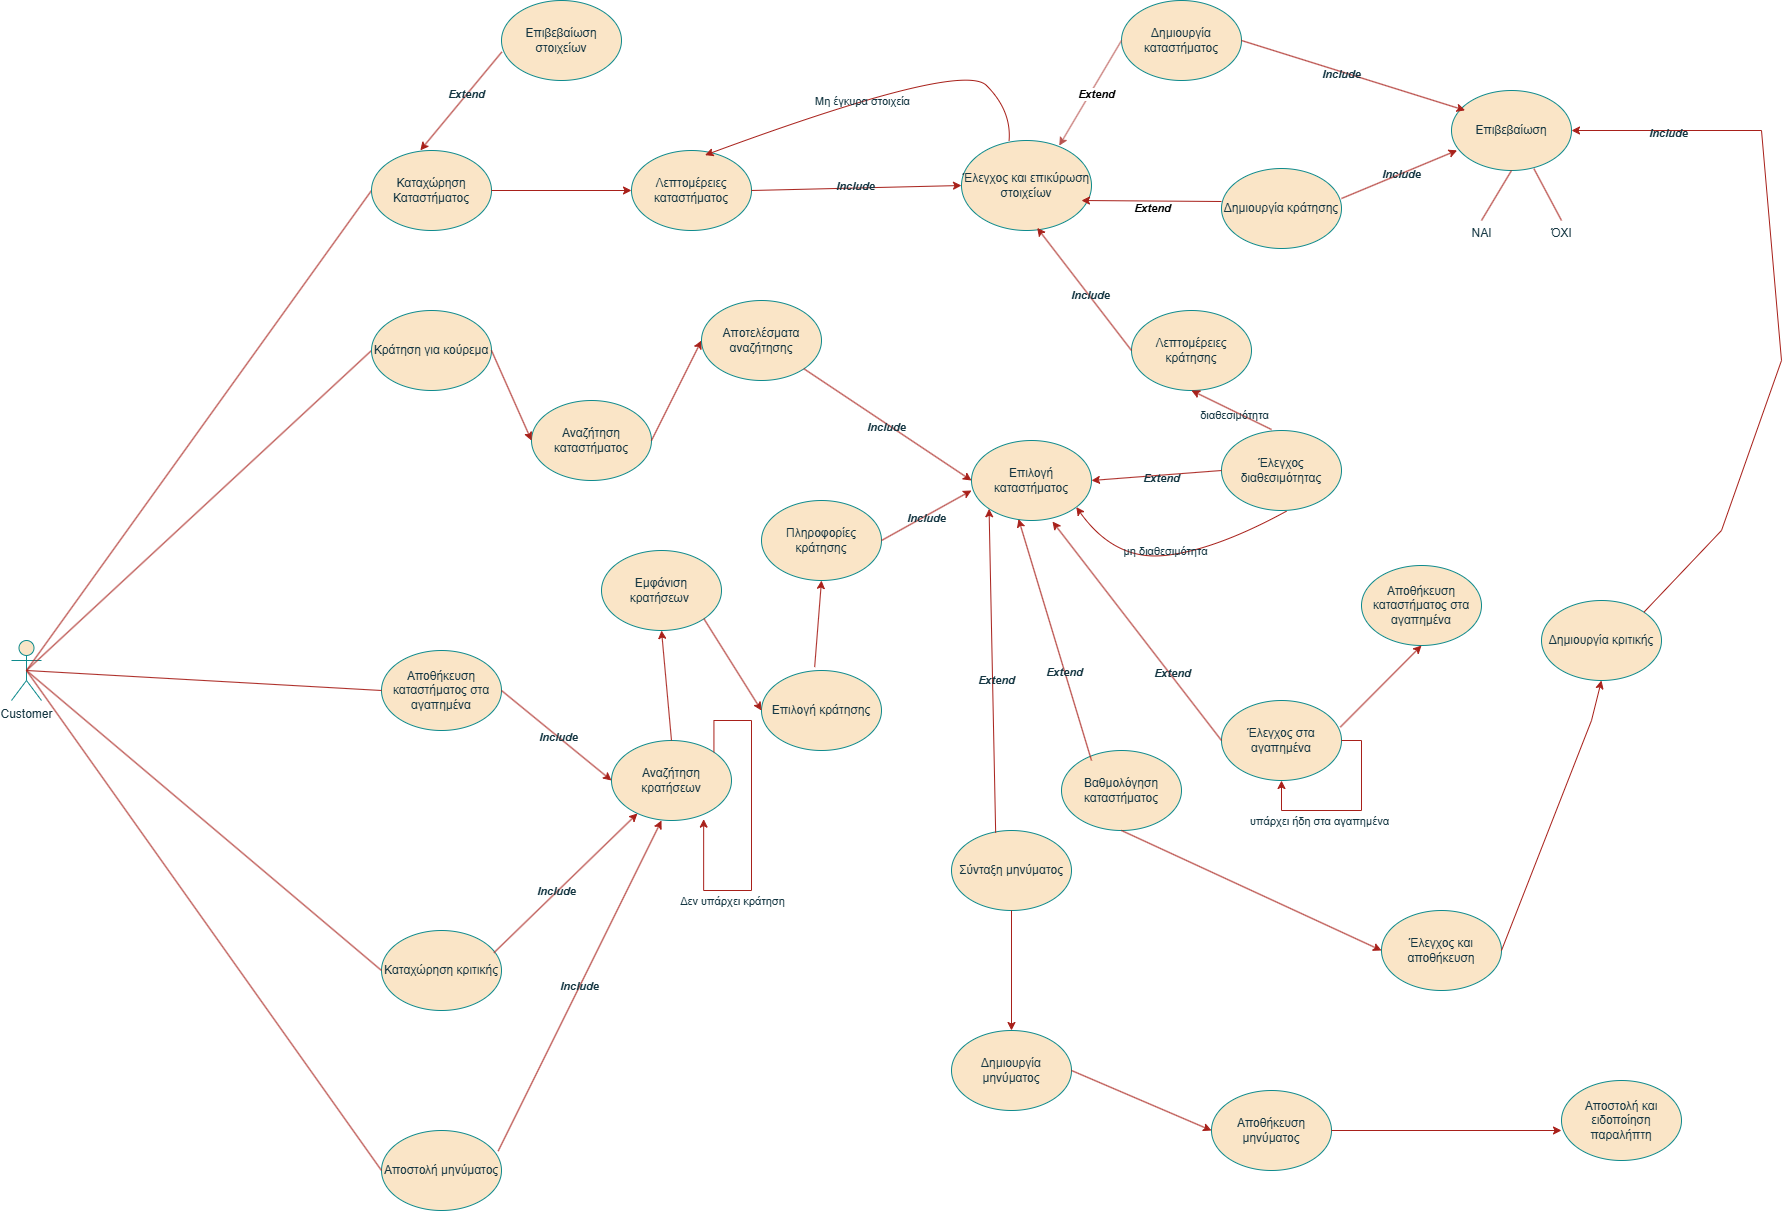 Επιβεβαίωση
στοιχείων
Δημιουργία
καταστήματος
Extend
Include
Extend
Μη έγκυρα στοιχεία
Επιβεβαίωση
Include
Καταχώρηση
Καταστήματος
Λεπτομέρειες
καταστήματος
Include
Έλεγχος και επικύρωση
στοιχείων
Extend
Δημιουργία κράτησης
Include
ΝΑΙ
ΌΧΙ
Include
Κράτηση για κούρεμα
Αποτελέσματα
αναζήτησης
Λεπτομέρειες
κράτησης
διαθεσιμότητα
Αναζήτηση
καταστήματος
Include
Επιλογή
καταστήματος
Extend
Έλεγχος
διαθεσιμότητας
Πληροφορίες
κράτησης
Include
μη διαθεσιμότητα
Εμφάνιση
κρατήσεων
Αποθήκευση
καταστήματος στα
αγαπημένα
Δημιουργία κριτικής
Customer
Αποθήκευση
καταστήματος στα
αγαπημένα
Include
Επιλογή κράτησης
Extend
Extend
Extend
Έλεγχος στα
αγαπημένα
Αναζήτηση
κρατήσεων
Βαθμολόγηση
καταστήματος
υπάρχει ήδη στα αγαπημένα
Σύνταξη μηνύματος
Include
Δεν υπάρχει κράτηση
Καταχώρηση κριτικής
Έλεγχος και
αποθήκευση
Include
Δημιουργία
μηνύματος
Αποθήκευση
μηνύματος
Αποστολή και
ειδοποίηση
παραλήπτη
Αποστολή μηνύματος